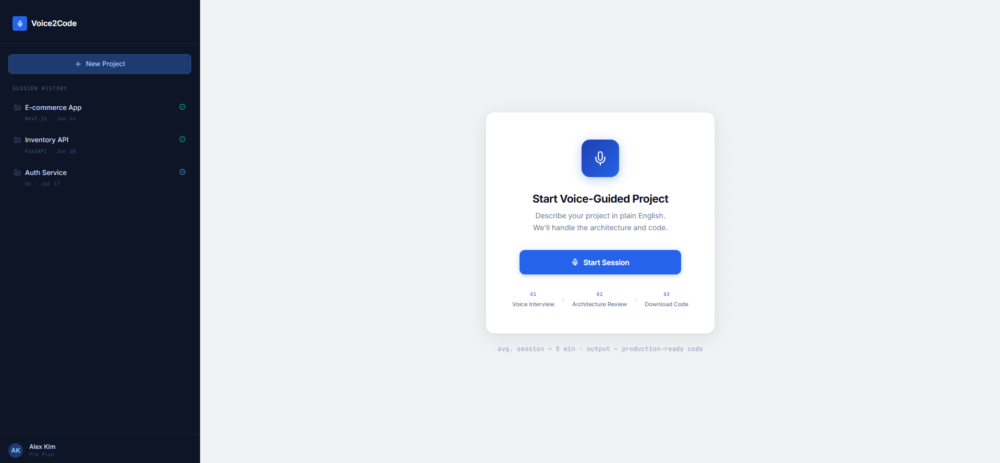 Voice2Code
New Project
SESSION HISTORY
E-commerce App
Next.js · Jun 14
Inventory API
FastAPI · Jun 10
Auth Service
Go · Jun 17
AK
Alex Kim
Pro Plan
Start Voice-Guided Project
Describe your project in plain English.
We'll handle the architecture and code.
Start Session
01
Voice Interview
02
Architecture Review
03
Download Code
avg. session — 8 min · output — production-ready code